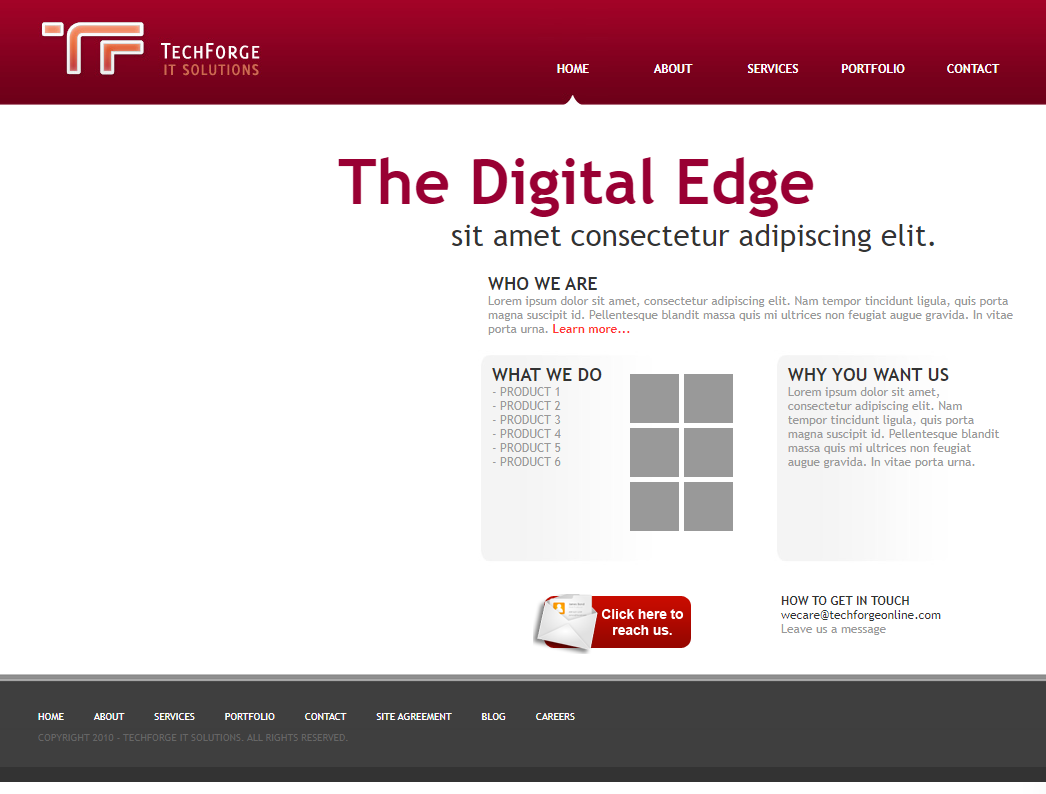 TECHFORGE
IT SOLUTIONS
HOME ABOUT SERVICES PORTFOLIO CONTACT
The Digital Edge
sit amet consectetur adipiscing elit.
WHO WE ARE
Lorem ipsum dolor sit amet, consectetur adipiscing elit. Nam tempor tincidunt ligula, quis porta
magna suscipit id. Pellentesque blandit massa quis mi ultrices non feugiat augue gravida. In vitae
porta urna. Learn more...
WHAT WE DO
- PRODUCT 1
- PRODUCT 2
- PRODUCT 3
- PRODUCT 4
- PRODUCT 5
- PRODUCT 6
WHY YOU WANT US
Lorem ipsum dolor sit amet,
consectetur adipiscing elit. Nam
tempor tincidunt ligula, quis porta
magna suscipit id. Pellentesque blandit
massa quis mi ultrices non feugiat
augue gravida. In vitae porta urna.
Click here to
reach us.
HOW TO GET IN TOUCH
wecare@techforgeonline.com
Leave us a message
HOME ABOUT SERVICES PORTFOLIO CONTACT SITE AGREEMENT BLOG CAREERS
COPYRIGHT 2010 - TECHFORGE IT SOLUTIONS. ALL RIGHTS RESERVED.